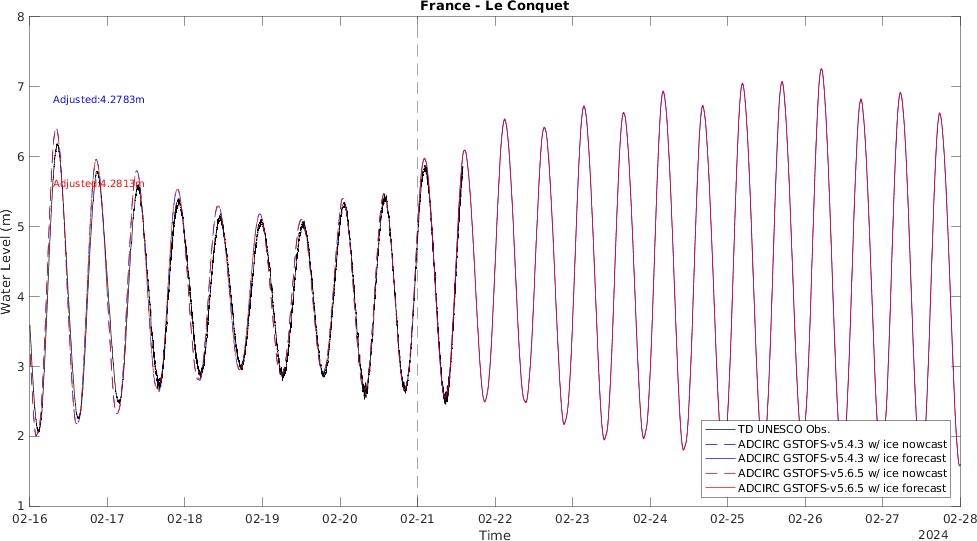 France - Le Conquet
8
7
6
5
4
3
2
1
Water Level (m)
Adjusted:4.2783m
Adjusted:4.2813m
TD UNESCO Obs.
ADCIRC GSTOFS-v5.4.3 w/ ice nowcast
ADCIRC GSTOFS-v5.4.3 w/ ice forecast
ADCIRC GSTOFS-v5.6.5 w/ ice nowcast
ADCIRC GSTOFS-v5.6.5 w/ ice forecast
02-16 02-17 02-18 02-19 02-20 02-21 02-22 02-23 02-24 02-25 02-26 02-27 02-28
Time
2024